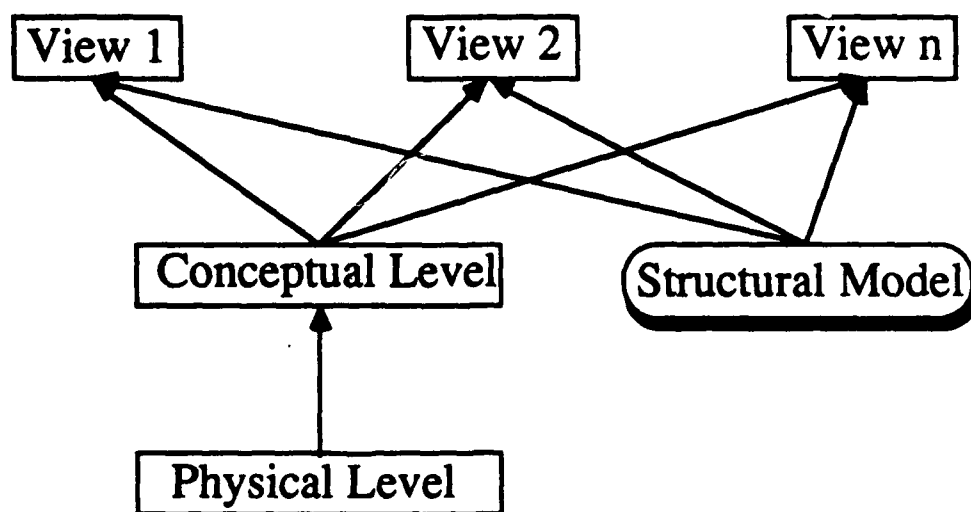 View 1
View 2
View n
Conceptual Level
Structural Model
Physical Level